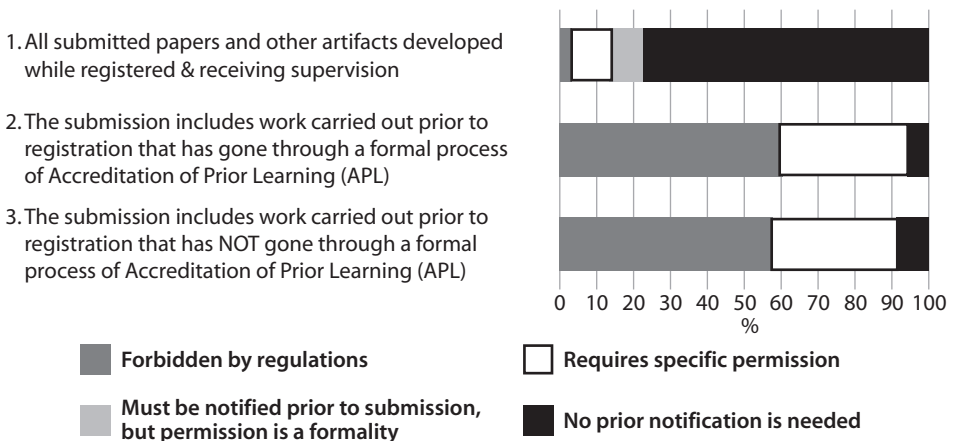 1. All submitted papers and other artifacts developed
while registered & receiving supervision
2. The submission includes work carried out prior to
registration that has gone through a formal process
of Accreditation of Prior Learning (APL)
3. The submission includes work carried out prior to
registration that has NOT gone through a formal
process of Accreditation of Prior Learning (APL)
0 10 20 30 40 50 60 70 80 90 100
%
Forbidden by regulations
Requires specific permission
Must be notified prior to submission,
but permission is a formality
No prior notification is needed